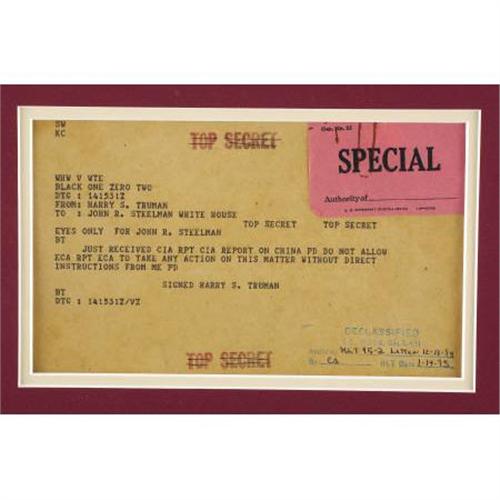 SW
KC
TOP SECRET
SPECIAL
Authority of
WHW V WTE
BLACK ONE ZERO TWO
DTG : 141531Z
FROM: HARRY S. TRUMAN
TO : JOHN R. STEELMAN WHITE HOUSE
TOP SECRET TOP SECRET
EYES ONLY FOR JOHN R. STEELMAN
BT
JUST RECEIVED CIA RPT CIA REPORT ON CHINA PD DO NOT ALLOW
ECA RPT ECA TO TAKE ANY ACTION ON THIS MATTER WITHOUT DIRECT
INSTRUCTIONS FROM ME PD
SIGNED HARRY S. TRUMAN
BT
DTG : 141531Z/VZ
DECLASSIFIED
TOP SECRET